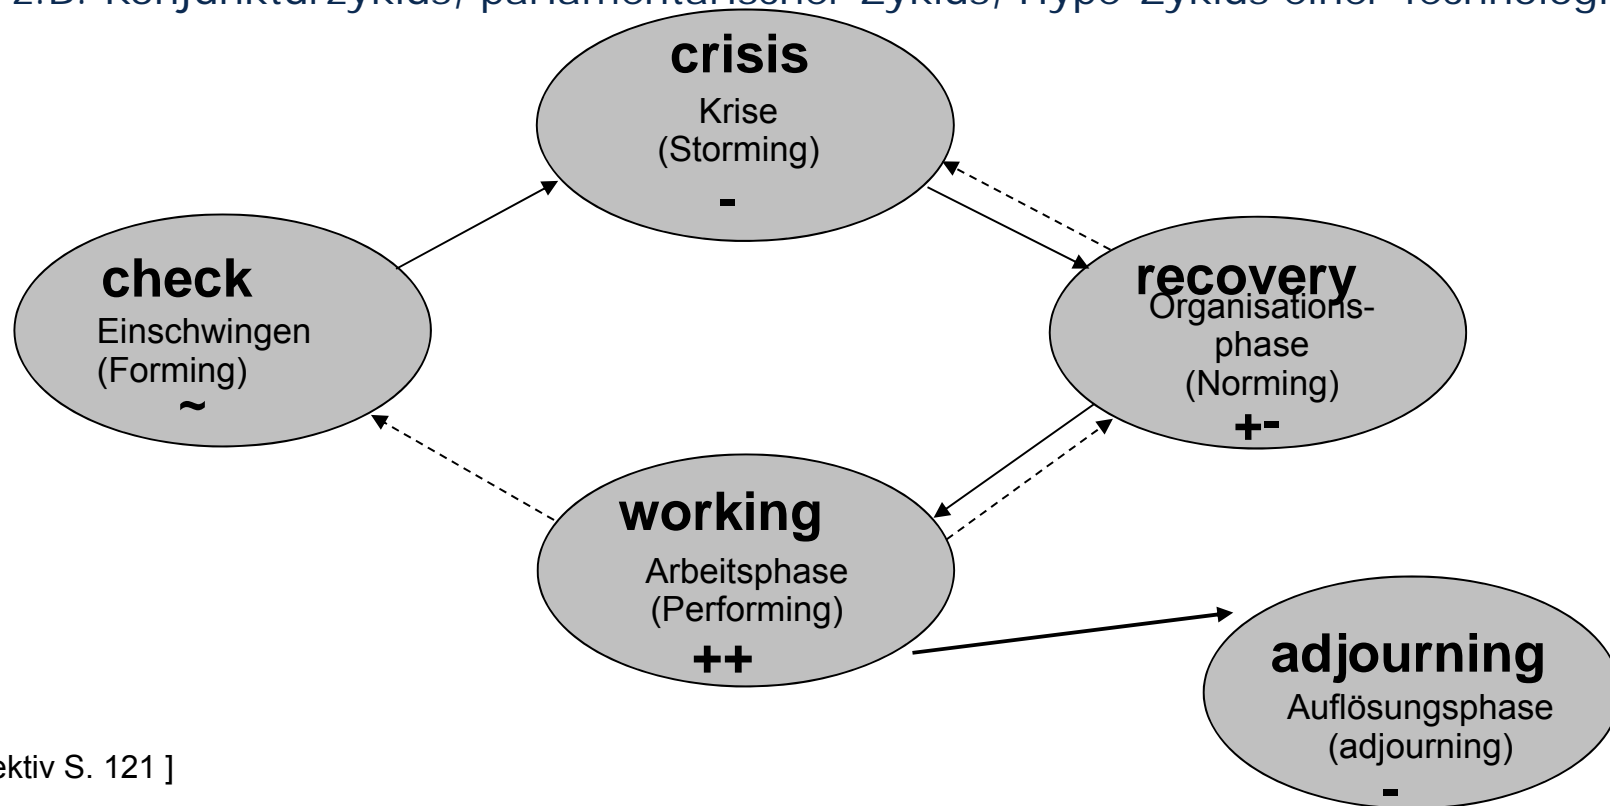 z.B. Konjunkturzyklus, parlamentarischer Zyklus, Hype-Zyklus einer Technologi
crisis
Krise
(Storming)
-
check
Einschwingen
(Forming)
~
recovery
Organisations-
phase
(Norming)
+-
working
Arbeitsphase
(Performing)
++
adjourning
Auflösungsphase
(adjourning)
-
ektiv S. 121 ]